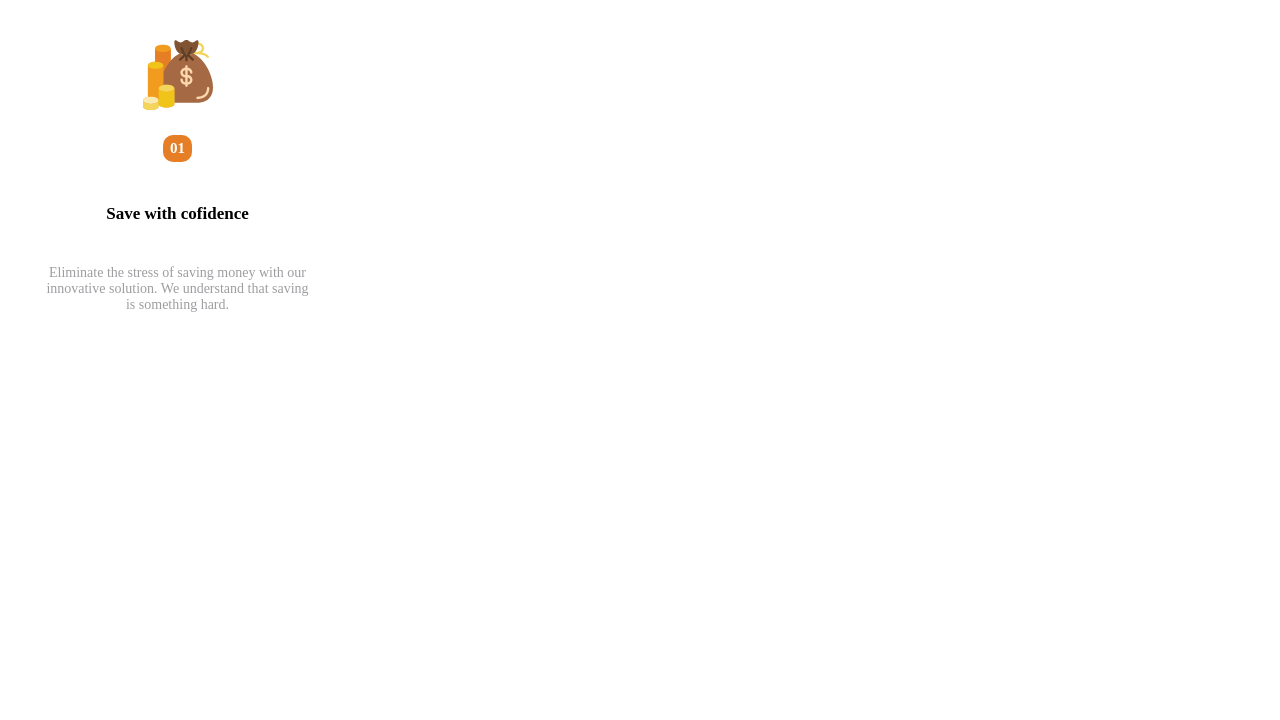 $
01
Save with cofidence
Eliminate the stress of saving money with our
innovative solution. We understand that saving
is something hard.